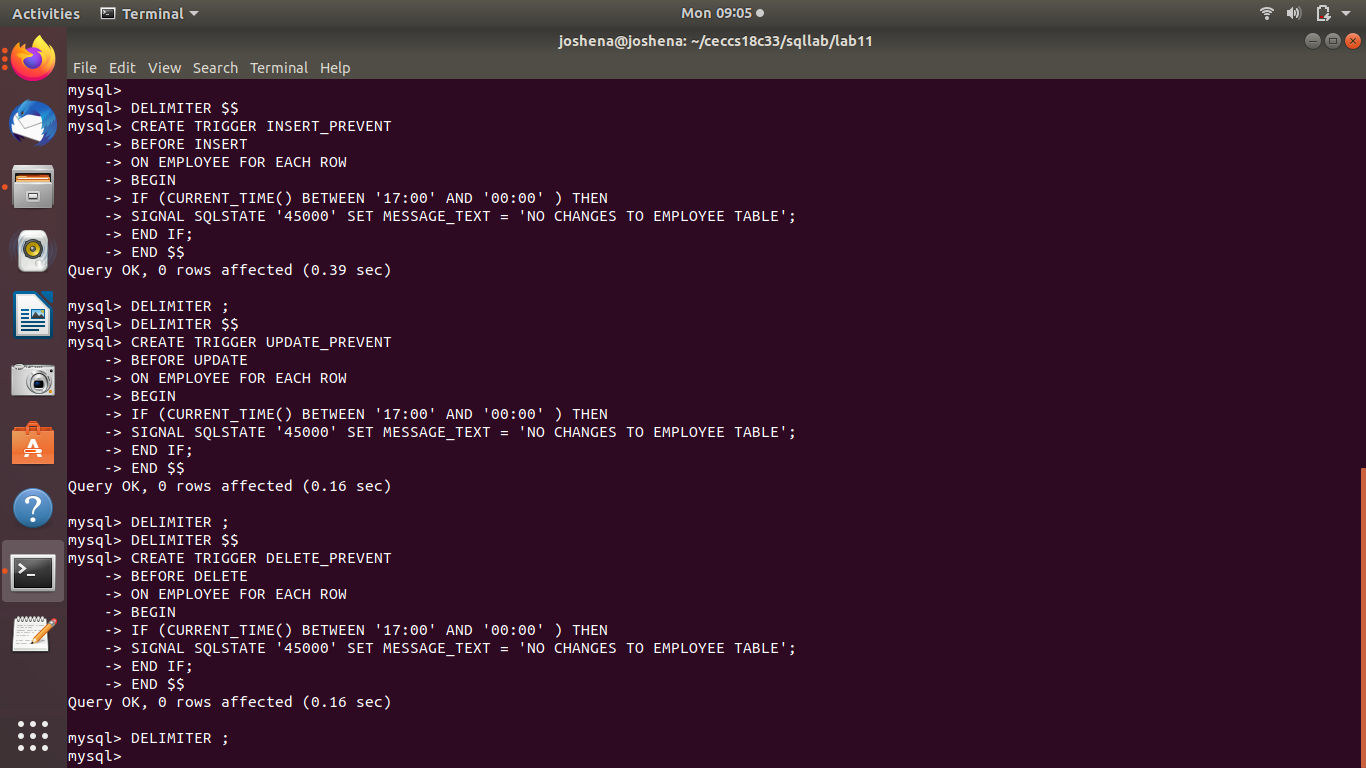 Activities Terminal Mon 09:05
joshena@joshena: ~/ceccs18c33/sqllab/lab11
File Edit View Search Terminal Help
mysql>
mysql> DELIMITER $$
mysql> CREATE TRIGGER INSERT_PREVENT
-> BEFORE INSERT
-> ON EMPLOYEE FOR EACH ROW
-> BEGIN
-> IF (CURRENT_TIME() BETWEEN '17:00' AND '00:00' ) THEN
-> SIGNAL SQLSTATE '45000' SET MESSAGE_TEXT = 'NO CHANGES TO EMPLOYEE TABLE';
-> END IF;
-> END $$
Query OK, 0 rows affected (0.39 sec)
mysql> DELIMITER ;
mysql> DELIMITER $$
mysql> CREATE TRIGGER UPDATE_PREVENT
-> BEFORE UPDATE
-> ON EMPLOYEE FOR EACH ROW
-> BEGIN
-> IF (CURRENT_TIME() BETWEEN '17:00' AND '00:00' ) THEN
-> SIGNAL SQLSTATE '45000' SET MESSAGE_TEXT = 'NO CHANGES TO EMPLOYEE TABLE';
-> END IF;
-> END $$
Query OK, 0 rows affected (0.16 sec)
mysql> DELIMITER ;
mysql> DELIMITER $$
mysql> CREATE TRIGGER DELETE_PREVENT
-> BEFORE DELETE
-> ON EMPLOYEE FOR EACH ROW
-> BEGIN
-> IF (CURRENT_TIME() BETWEEN '17:00' AND '00:00' ) THEN
-> SIGNAL SQLSTATE '45000' SET MESSAGE_TEXT = 'NO CHANGES TO EMPLOYEE TABLE';
-> END IF;
-> END $$
Query OK, 0 rows affected (0.16 sec)
mysql> DELIMITER ;
mysql>